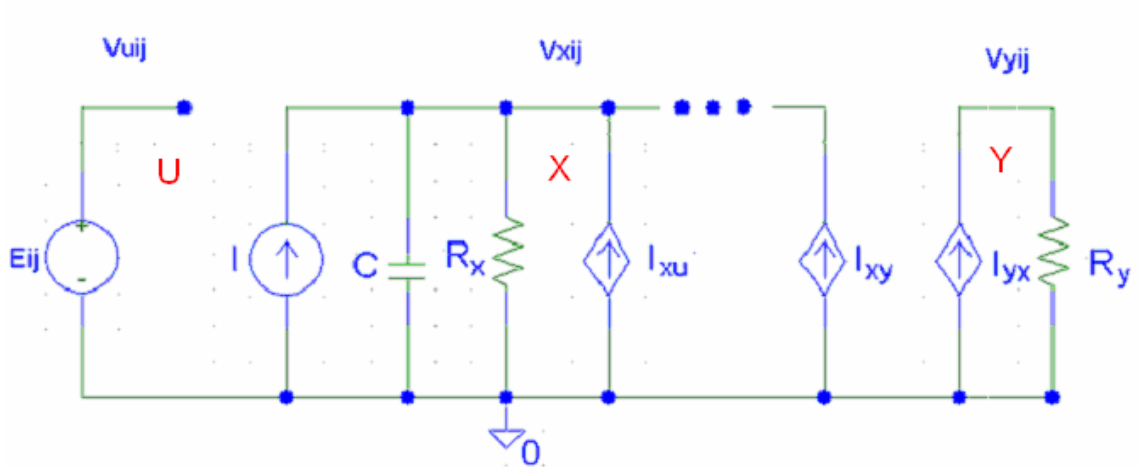 Vuij Vxij Vyij
U X Y
Eij I C Rx Ixu Ixy Iyx Ry
+
-
0